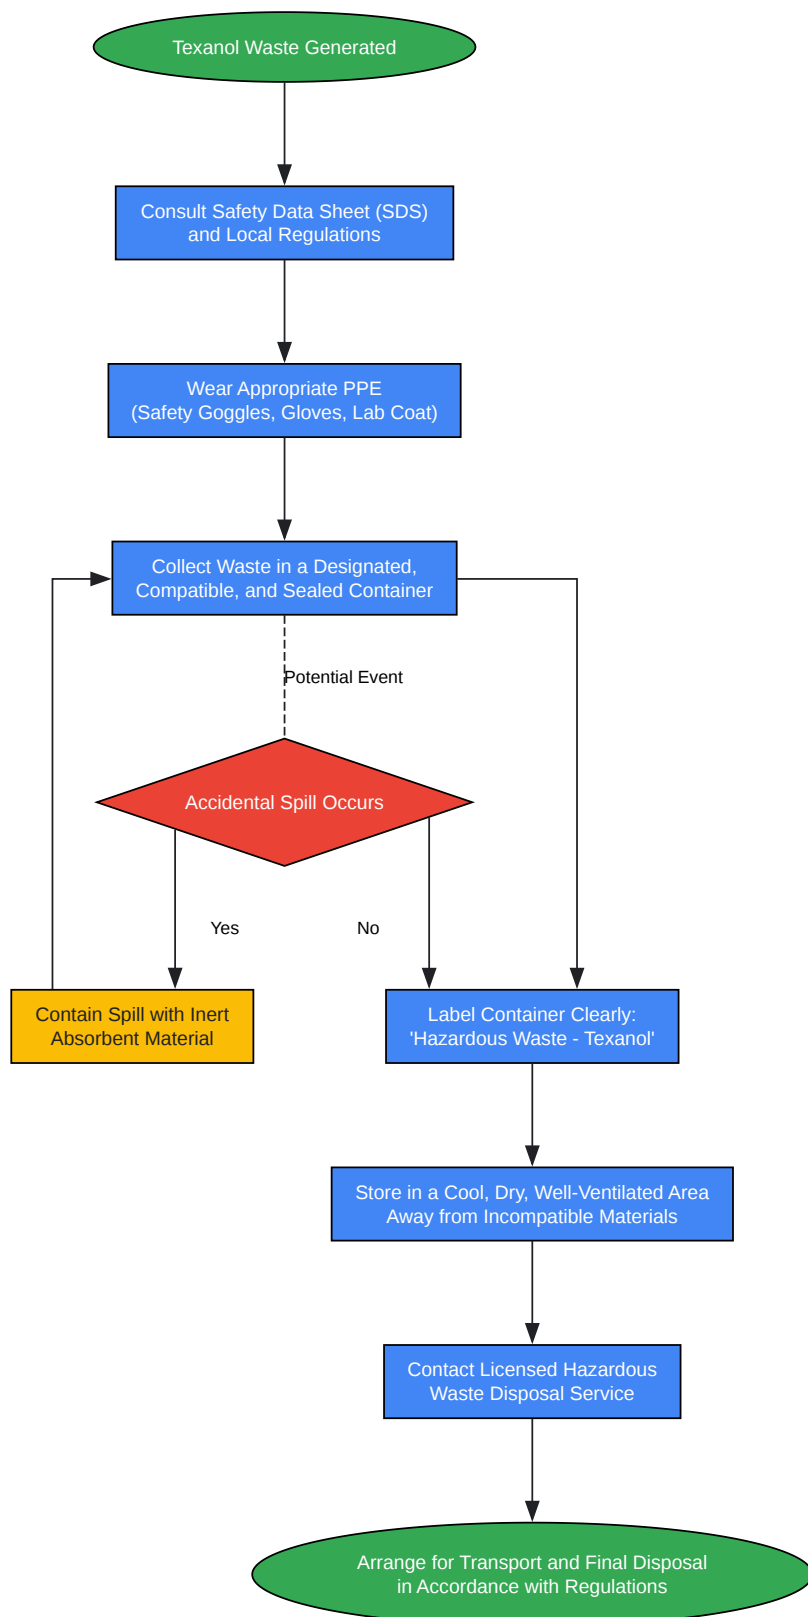 Texanol Waste Generated
Consult Safety Data Sheet (SDS)
and Local Regulations
Wear Appropriate PPE
(Safety Goggles, Gloves, Lab Coat)
Collect Waste in a Designated,
Compatible, and Sealed Container
Potential Event
Accidental Spill Occurs
Yes
No
Contain Spill with Inert
Absorbent Material
Label Container Clearly:
'Hazardous Waste - Texanol'
Store in a Cool, Dry, Well-Ventilated Area
Away from Incompatible Materials
Contact Licensed Hazardous
Waste Disposal Service
Arrange for Transport and Final Disposal
in Accordance with Regulations